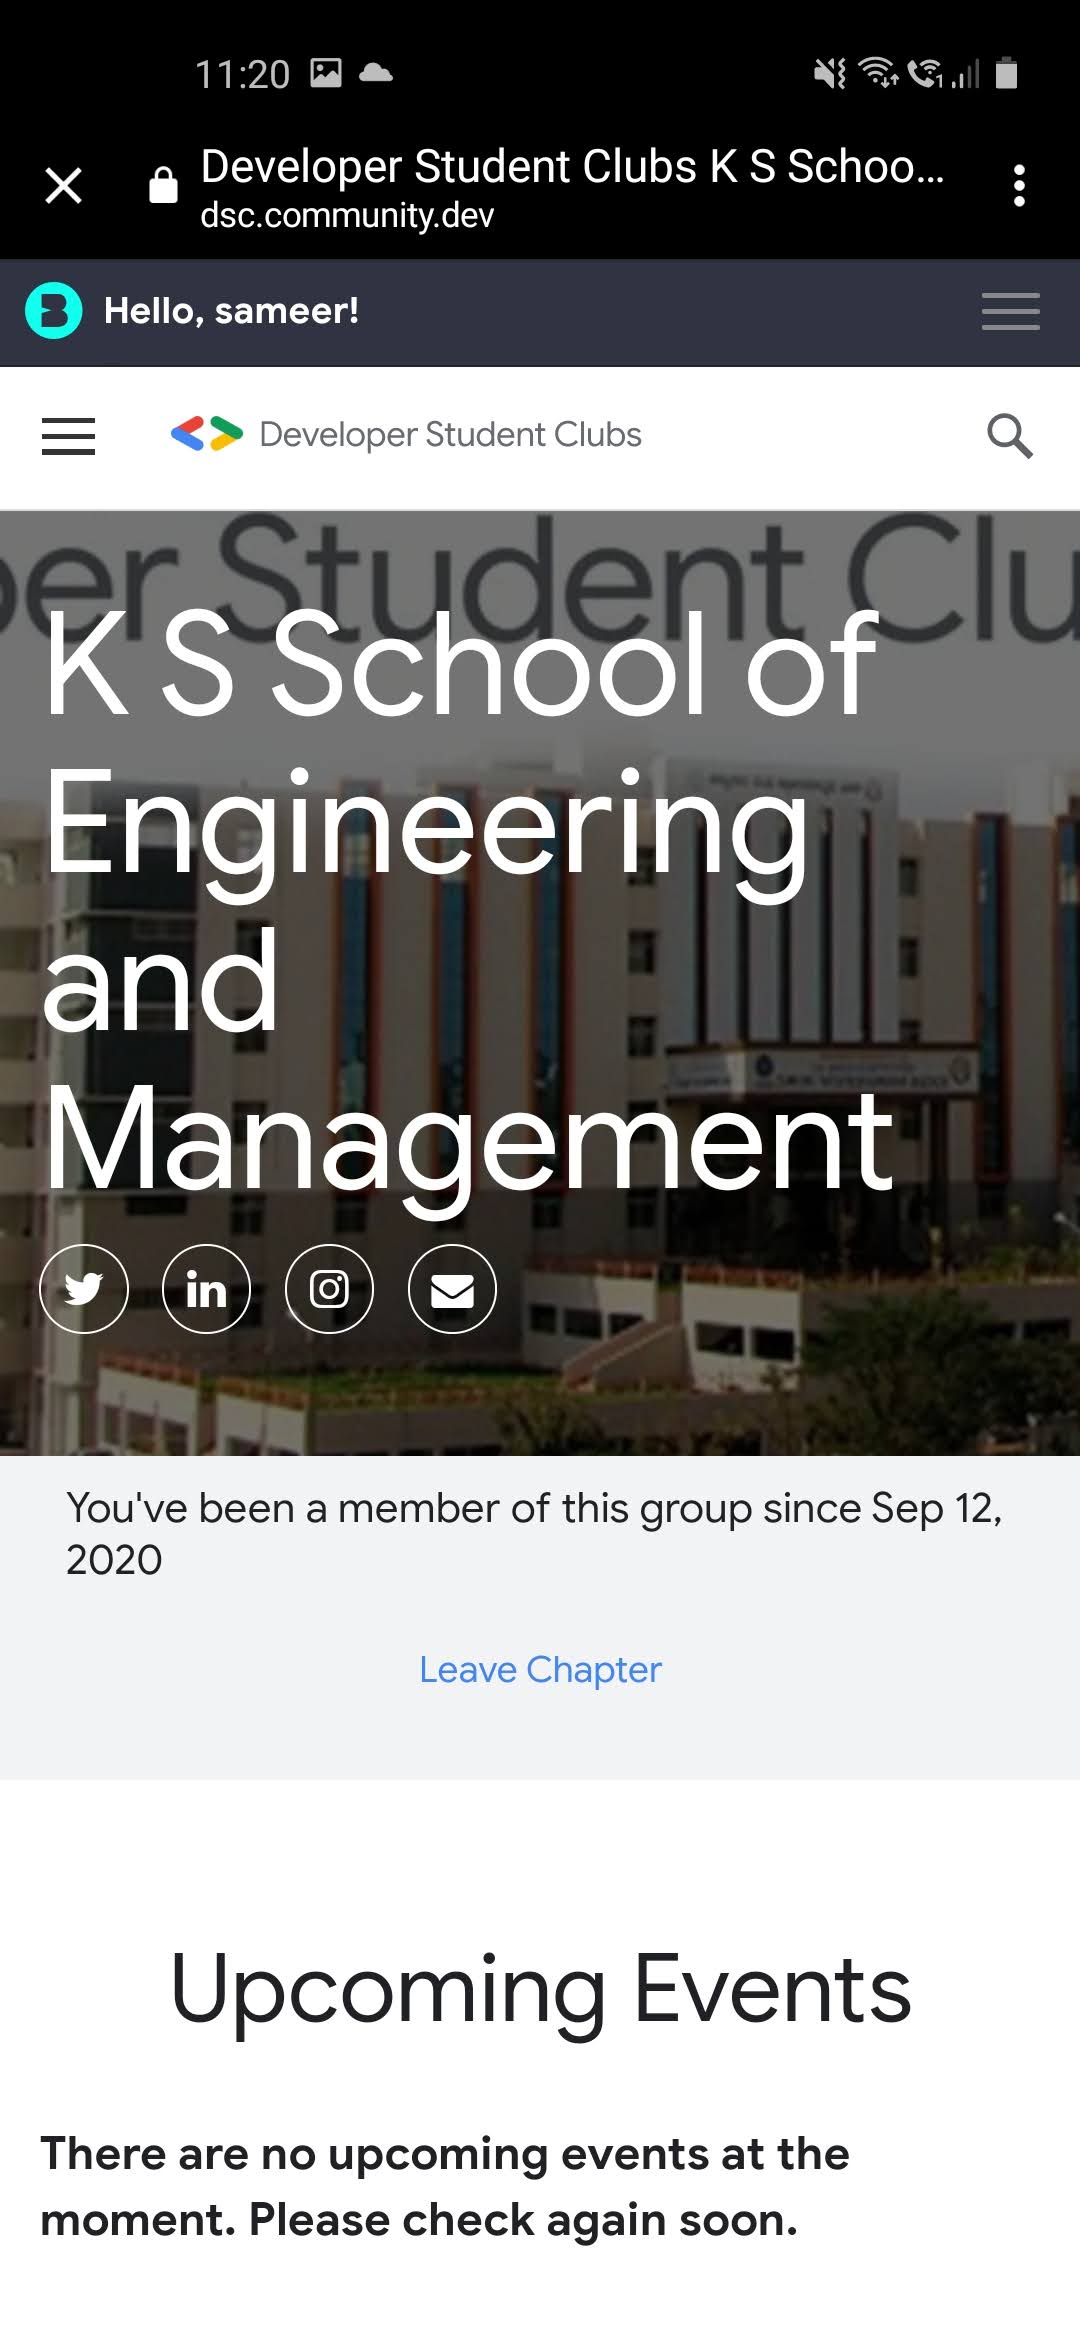 11:20
Developer Student Clubs K S Schoo...
dsc.community.dev
Hello, sameer!
Developer Student Clubs
er Student Clu
K S School of
Engineering
and
Management
in
You've been a member of this group since Sep 12,
2020
Leave Chapter
Upcoming Events
There are no upcoming events at the
moment. Please check again soon.